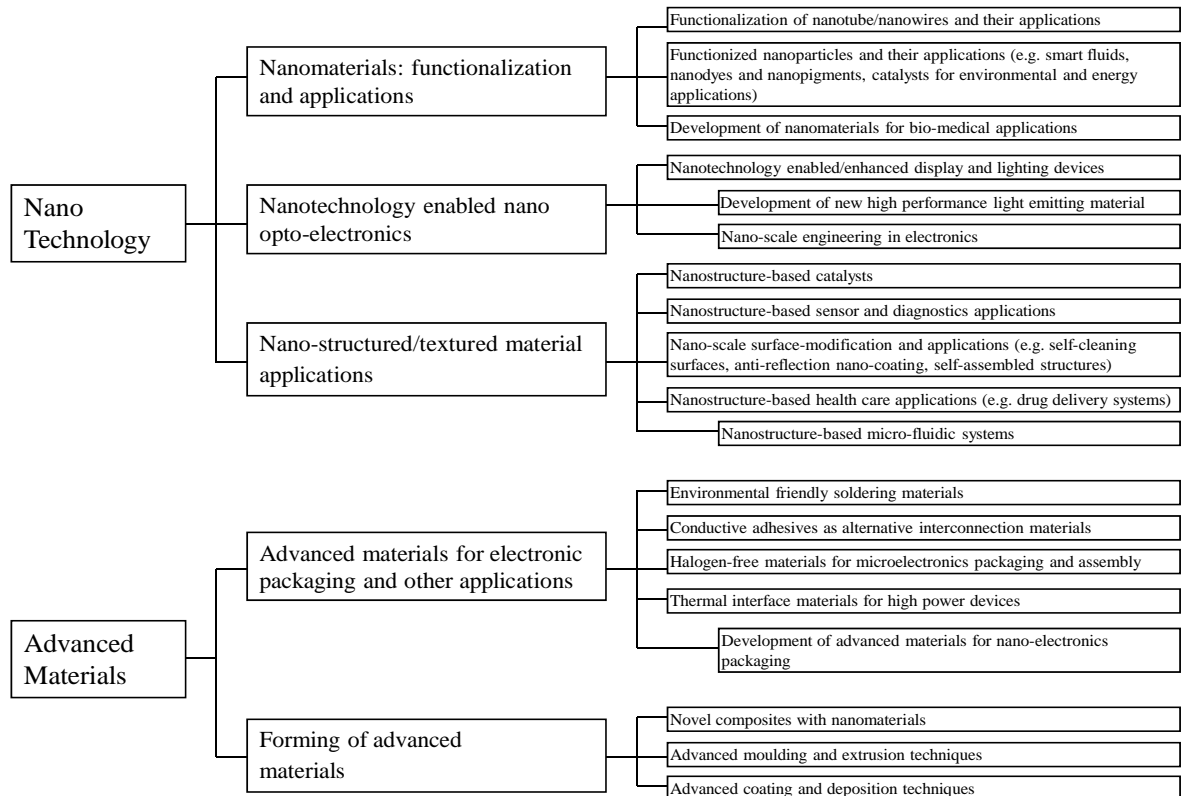 Functionalization of nanotube/nanowires and their applications
Nanomaterials: functionalization
and applications
Functionized nanoparticles and their applications (e.g. smart fluids,
nanodyes and nanopigments, catalysts for environmental and energy
applications)
Development of nanomaterials for bio-medical applications
Nano
Technology
Nanotechnology enabled nano
opto-electronics
Nanotechnology enabled/enhanced display and lighting devices
Development of new high performance light emitting material
Nano-scale engineering in electronics
Nano-structured/textured material
applications
Nanostructure-based catalysts
Nanostructure-based sensor and diagnostics applications
Nano-scale surface-modification and applications (e.g. self-cleaning
surfaces, anti-reflection nano-coating, self-assembled structures)
Nanostructure-based health care applications (e.g. drug delivery systems)
Nanostructure-based micro-fluidic systems
Advanced
Materials
Advanced materials for electronic
packaging and other applications
Environmental friendly soldering materials
Conductive adhesives as alternative interconnection materials
Halogen-free materials for microelectronics packaging and assembly
Thermal interface materials for high power devices
Development of advanced materials for nano-electronics
packaging
Forming of advanced
materials
Novel composites with nanomaterials
Advanced moulding and extrusion techniques
Advanced coating and deposition techniques